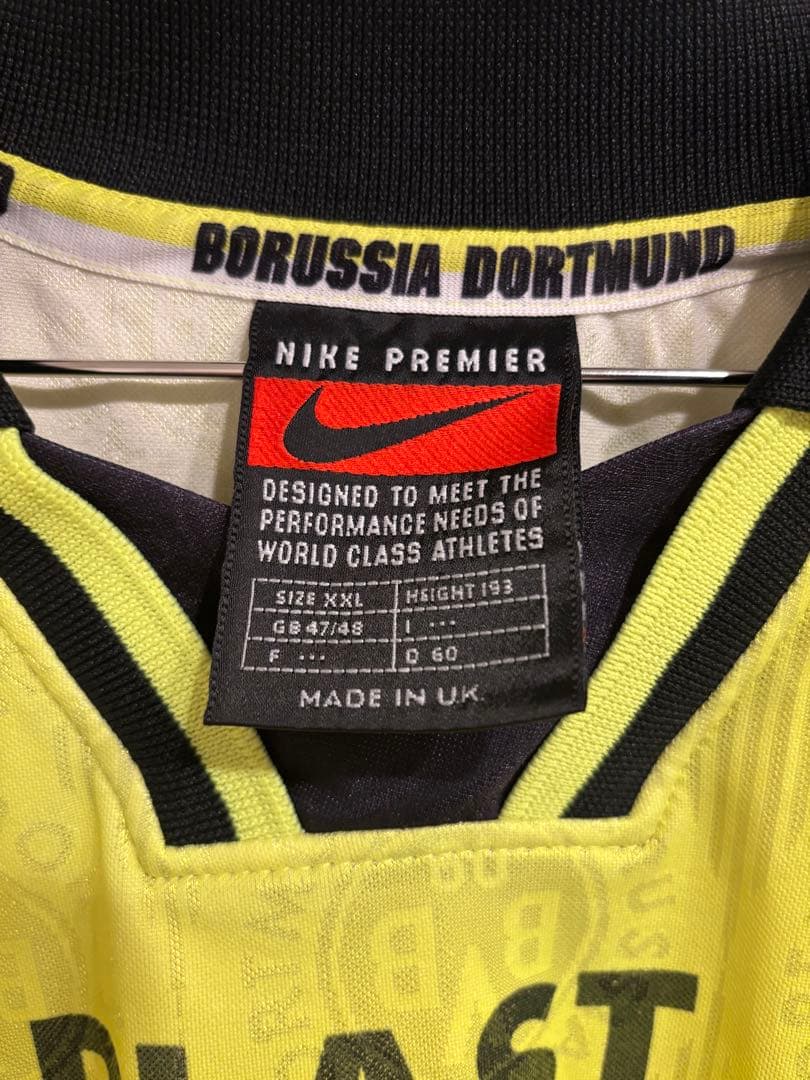 BORUSSIA DORTMUND
NIKE PREMIER
DESIGNED TO MEET THE
PERFORMANCE NEEDS OF
WORLD CLASS ATHLETES
SIZE XXL HEIGHT 193
GB 47/48 I ...
F ... D 60
MADE IN U.K.